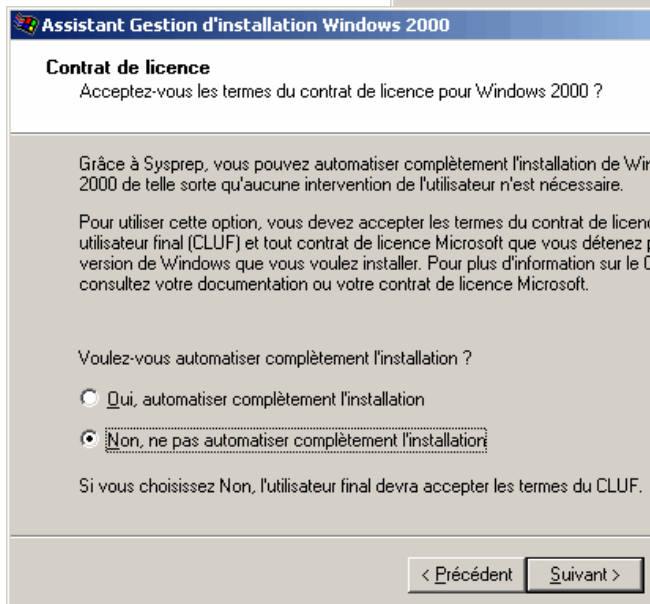 Assistant Gestion d'installation Windows 2000
Contrat de licence
Acceptez-vous les termes du contrat de licence pour Windows 2000 ?
Grâce à Sysprep, vous pouvez automatiser complètement l'installation de
2000 de telle sorte qu'aucune intervention de l'utilisateur n'est nécessaire.
Pour utiliser cette option, vous devez accepter les termes du contrat de
utilisateur final (CLUF) et tout contrat de licence Microsoft que vous détenez
version de Windows que vous voulez installer. Pour plus d'information sur le
consultez votre documentation ou votre contrat de licence Microsoft.
Voulez-vous automatiser complètement l'installation ?
Oui, automatiser complètement l'installation
Non, ne pas automatiser complètement l'installation
Si vous choisissez Non, l'utilisateur final devra accepter les termes du CLUF.
< Précédent
Suivant >